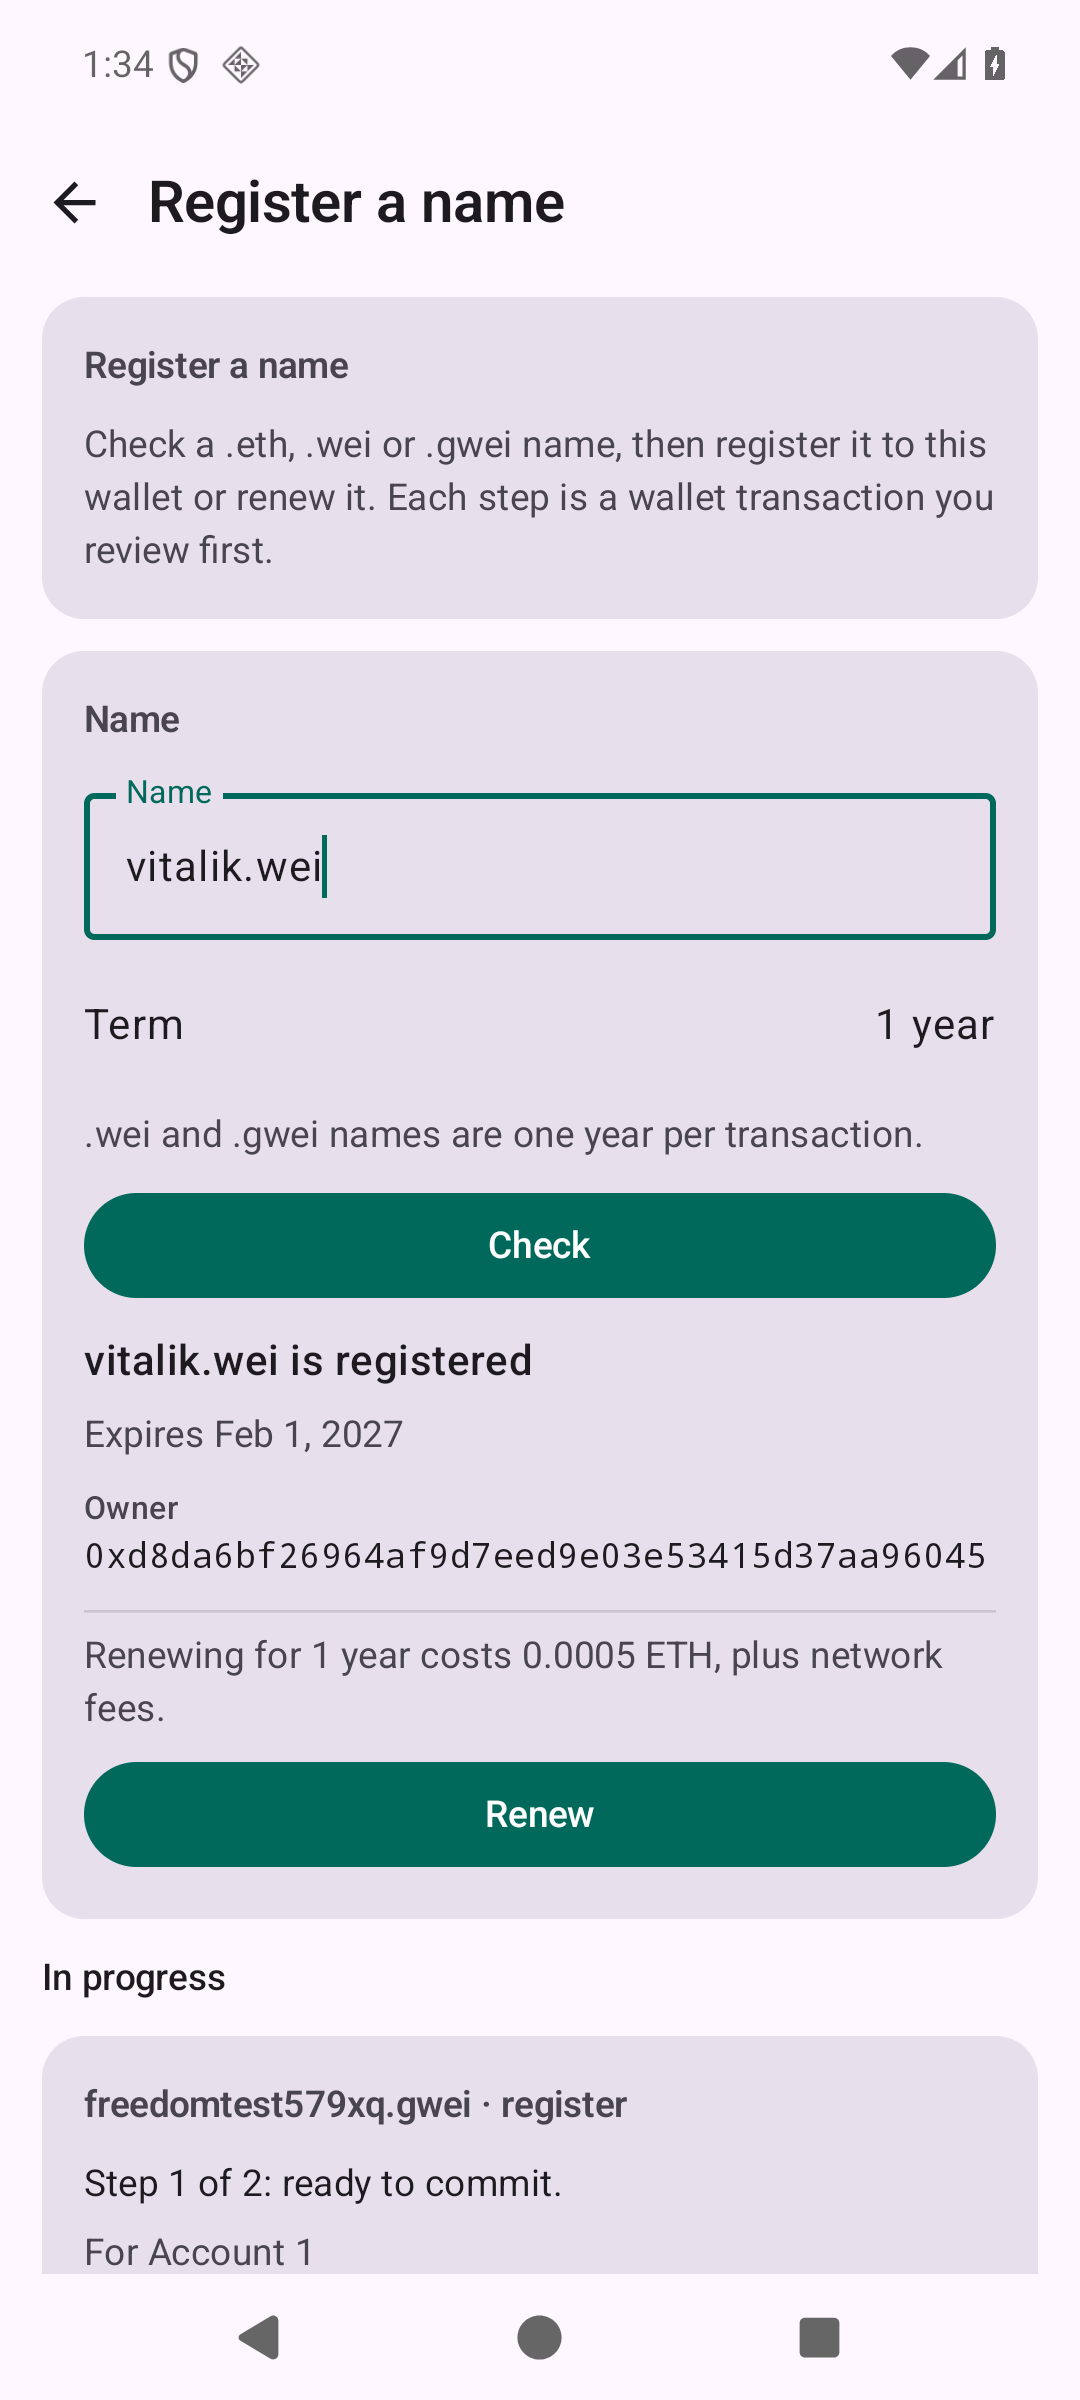 1:34
Register a name
Register a name
Check a .eth, .wei or .gwei name, then register it to this
wallet or renew it. Each step is a wallet transaction you
review first.
Name
Name
vitalik.wei
Term 1 year
.wei and .gwei names are one year per transaction.
Check
vitalik.wei is registered
Expires Feb 1, 2027
Owner
0xd8da6bf26964af9d7eed9e03e53415d37aa96045
Renewing for 1 year costs 0.0005 ETH, plus network
fees.
Renew
In progress
freedomtest579xq.gwei · register
Step 1 of 2: ready to commit.
For Account 1